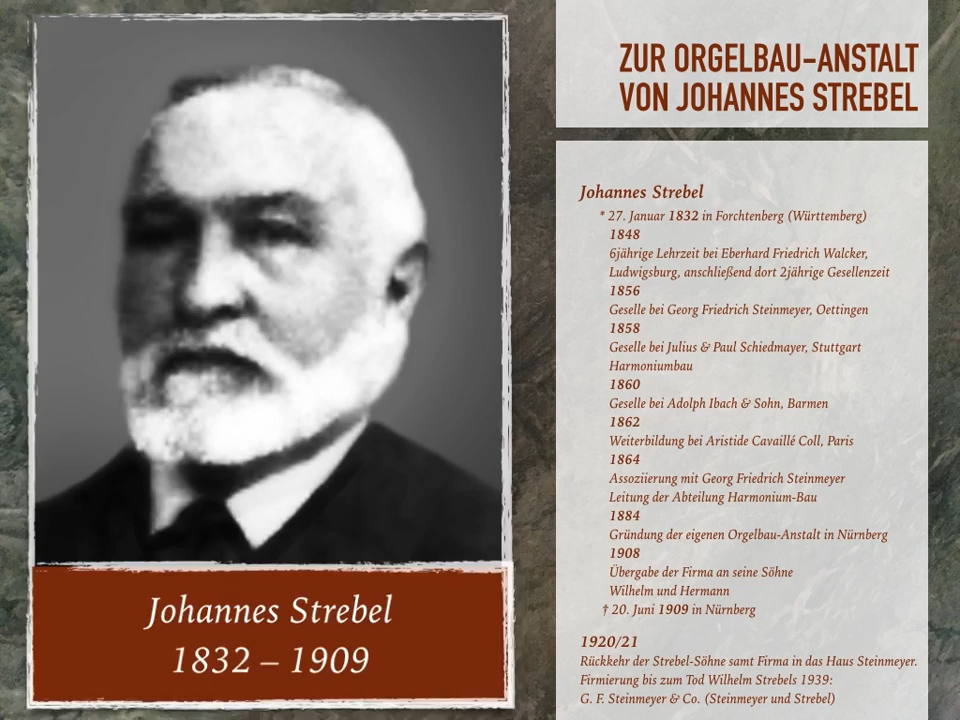 ZUR ORGELBAU-ANSTALT
VON JOHANNES STREBEL
Johannes Strebel
* 27. Januar 1832 in Forchtenberg (Württemberg)
1848
6jährige Lehrzeit bei Eberhard Friedrich Walcker,
Ludwigsburg, anschließend dort 2jährige Gesellenzeit
1856
Geselle bei Georg Friedrich Steinmeyer, Oettingen
1858
Geselle bei Julius & Paul Schiedmayer, Stuttgart
Harmoniumbau
1860
Geselle bei Adolph Ibach & Sohn, Barmen
1862
Weiterbildung bei Aristide Cavaillé Coll, Paris
1864
Assoziierung mit Georg Friedrich Steinmeyer
Leitung der Abteilung Harmonium-Bau
1884
Gründung der eigenen Orgelbau-Anstalt in Nürnberg
1908
Übergabe der Firma an seine Söhne
Wilhelm und Hermann
† 20. Juni 1909 in Nürnberg
1920/21
Rückkehr der Strebel-Söhne samt Firma in das Haus Steinmeyer.
Firmierung bis zum Tod Wilhelm Strebels 1939:
G. F. Steinmeyer & Co. (Steinmeyer und Strebel)
Johannes Strebel
1832 – 1909